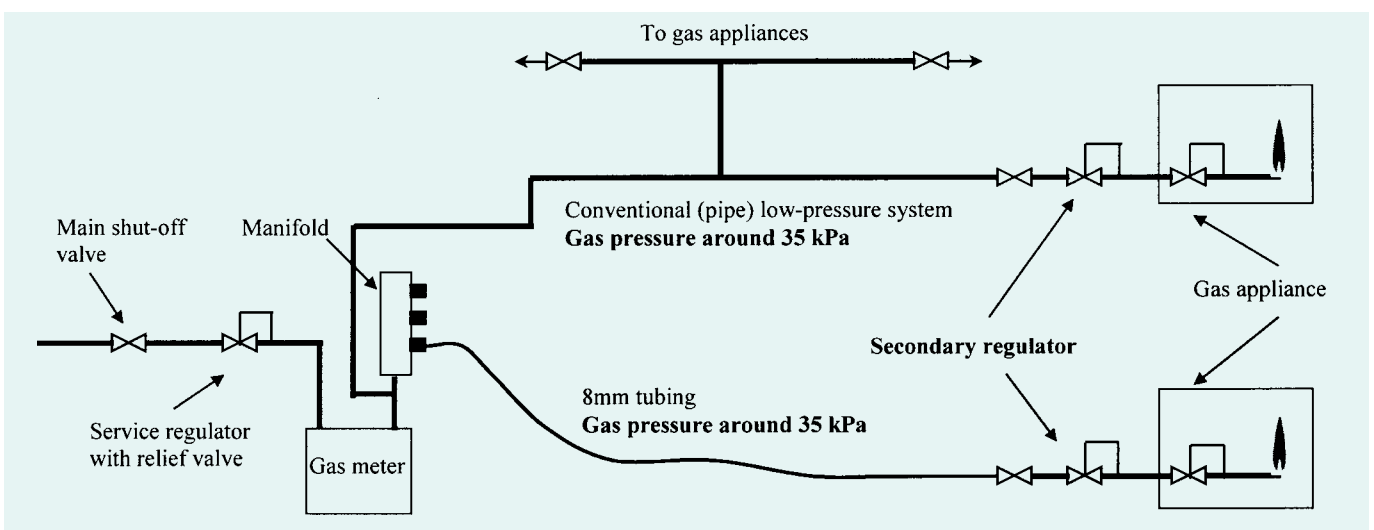 To gas appliances
Conventional (pipe) low-pressure system
Gas pressure around 35 kPa
Main shut-off
valve
Manifold
Gas appliance
Secondary regulator
8mm tubing
Gas pressure around 35 kPa
Service regulator
with relief valve
Gas meter